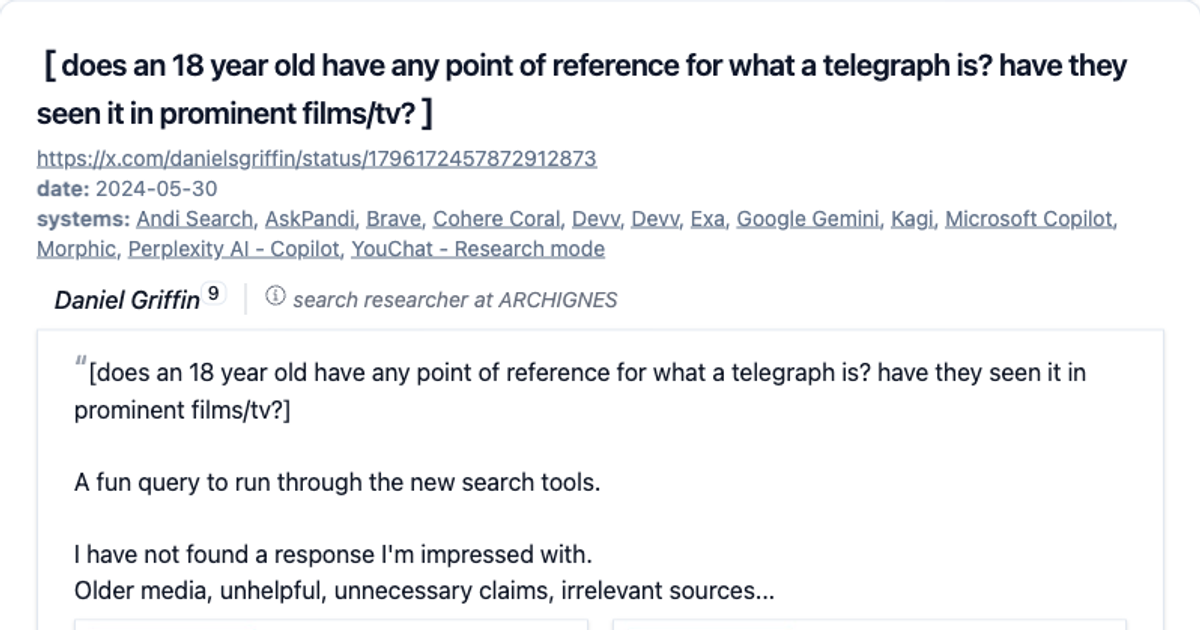 [ does an 18 year old have any point of reference for what a telegraph is? have they
seen it in prominent films/tv? ]
https://x.com/danielsgriffin/status/1796172457872912873
date: 2024-05-30
systems: Andi Search, AskPandi, Brave, Cohere Coral, Devv, Devv, Exa, Google Gemini, Kagi, Microsoft Copilot,
Morphic, Perplexity AI - Copilot, YouChat - Research mode
Daniel Griffin 9 search researcher at ARCHIGNES
“[does an 18 year old have any point of reference for what a telegraph is? have they seen it in
prominent films/tv?]
A fun query to run through the new search tools.
I have not found a response I'm impressed with.
Older media, unhelpful, unnecessary claims, irrelevant sources...